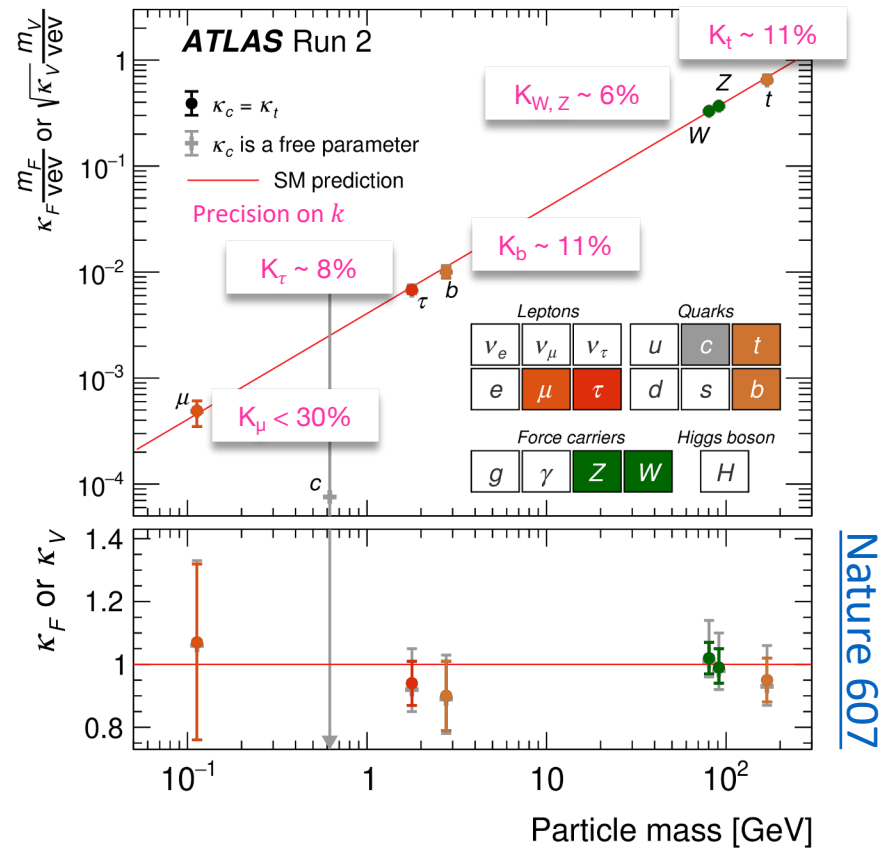 ATLAS Run 2
κ_c = κ_t
κ_c is a free parameter
SM prediction
Precision on k
K_t ~ 11%
K_W, Z ~ 6%
K_b ~ 11%
K_τ ~ 8%
K_μ < 30%
κ_F m_F/vev or √κ_V m_V/vev
1
10⁻¹
10⁻²
10⁻³
10⁻⁴
μ
c
τ
b
W
Z
t
Leptons Quarks
ν_e ν_μ ν_τ u c t
e μ τ d s b
Force carriers Higgs boson
g γ Z W H
κ_F or κ_V
1.4
1.2
1
0.8
10⁻¹ 1 10 10²
Particle mass [GeV]
Nature 607